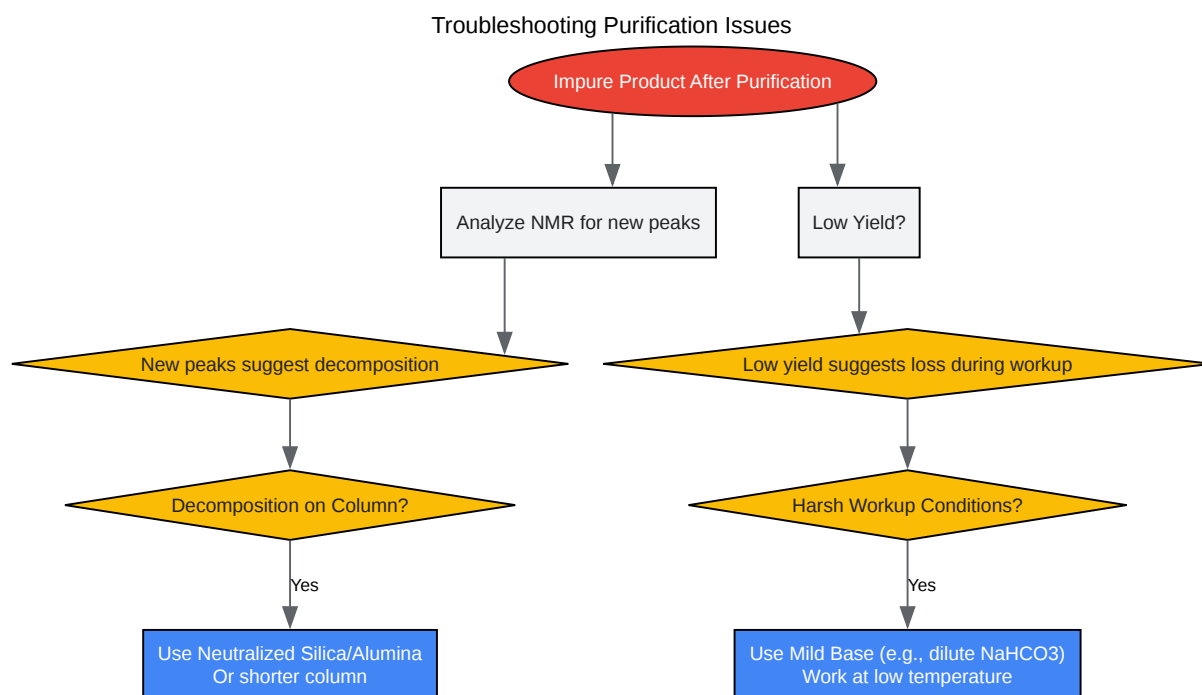 Troubleshooting Purification Issues
Impure Product After Purification
Analyze NMR for new peaks
Low Yield?
New peaks suggest decomposition
Low yield suggests loss during workup
Decomposition on Column?
Harsh Workup Conditions?
Yes
Yes
Use Neutralized Silica/Alumina
Or shorter column
Use Mild Base (e.g., dilute NaHCO3)
Work at low temperature